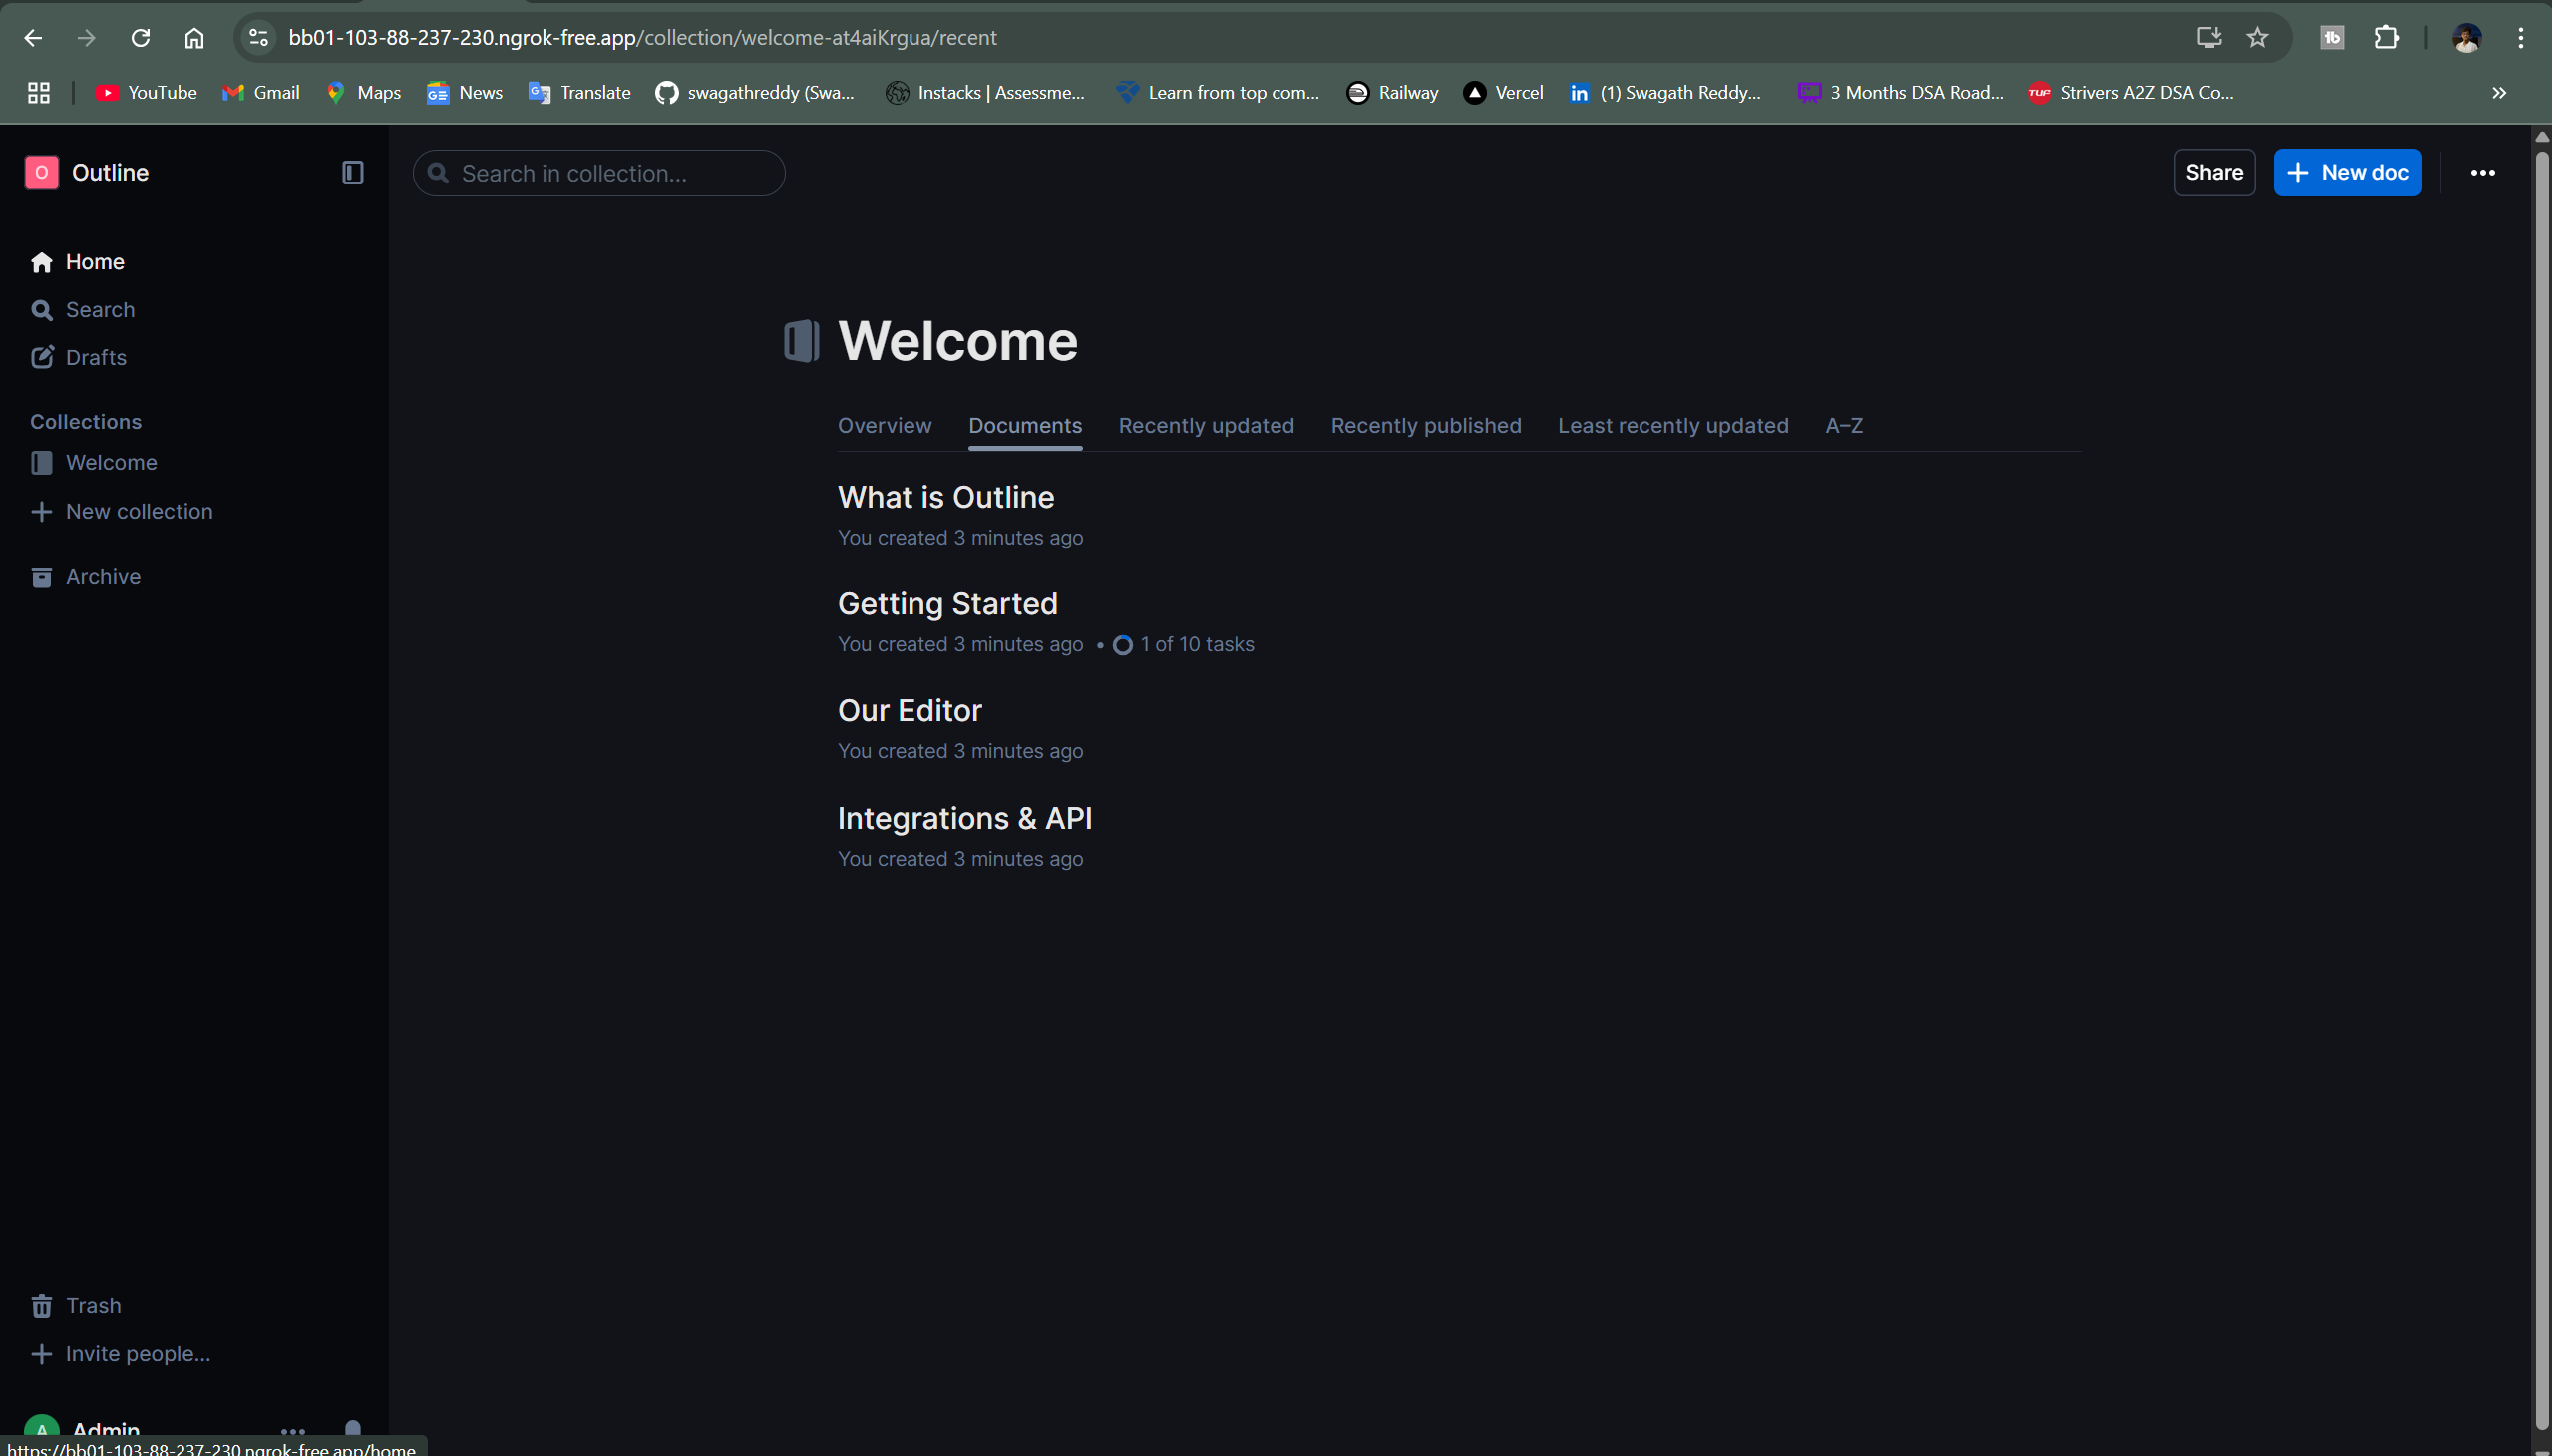 bb01-103-88-237-230.ngrok-free.app/collection/welcome-at4aiKrgua/recent
YouTube Gmail Maps News Translate swagathreddy (Swa... Instacks | Assessme... Learn from top com... Railway Vercel (1) Swagath Reddy... 3 Months DSA Road... Strivers A2Z DSA Co...
O Outline
Search in collection...
Share
New doc
Home
Search
Drafts
Collections
Welcome
New collection
Archive
Welcome
Overview Documents Recently updated Recently published Least recently updated A–Z
What is Outline
You created 3 minutes ago
Getting Started
You created 3 minutes ago • 1 of 10 tasks
Our Editor
You created 3 minutes ago
Integrations & API
You created 3 minutes ago
Trash
Invite people...
A Admin
https://bb01-103-88-237-230.ngrok-free.app/home